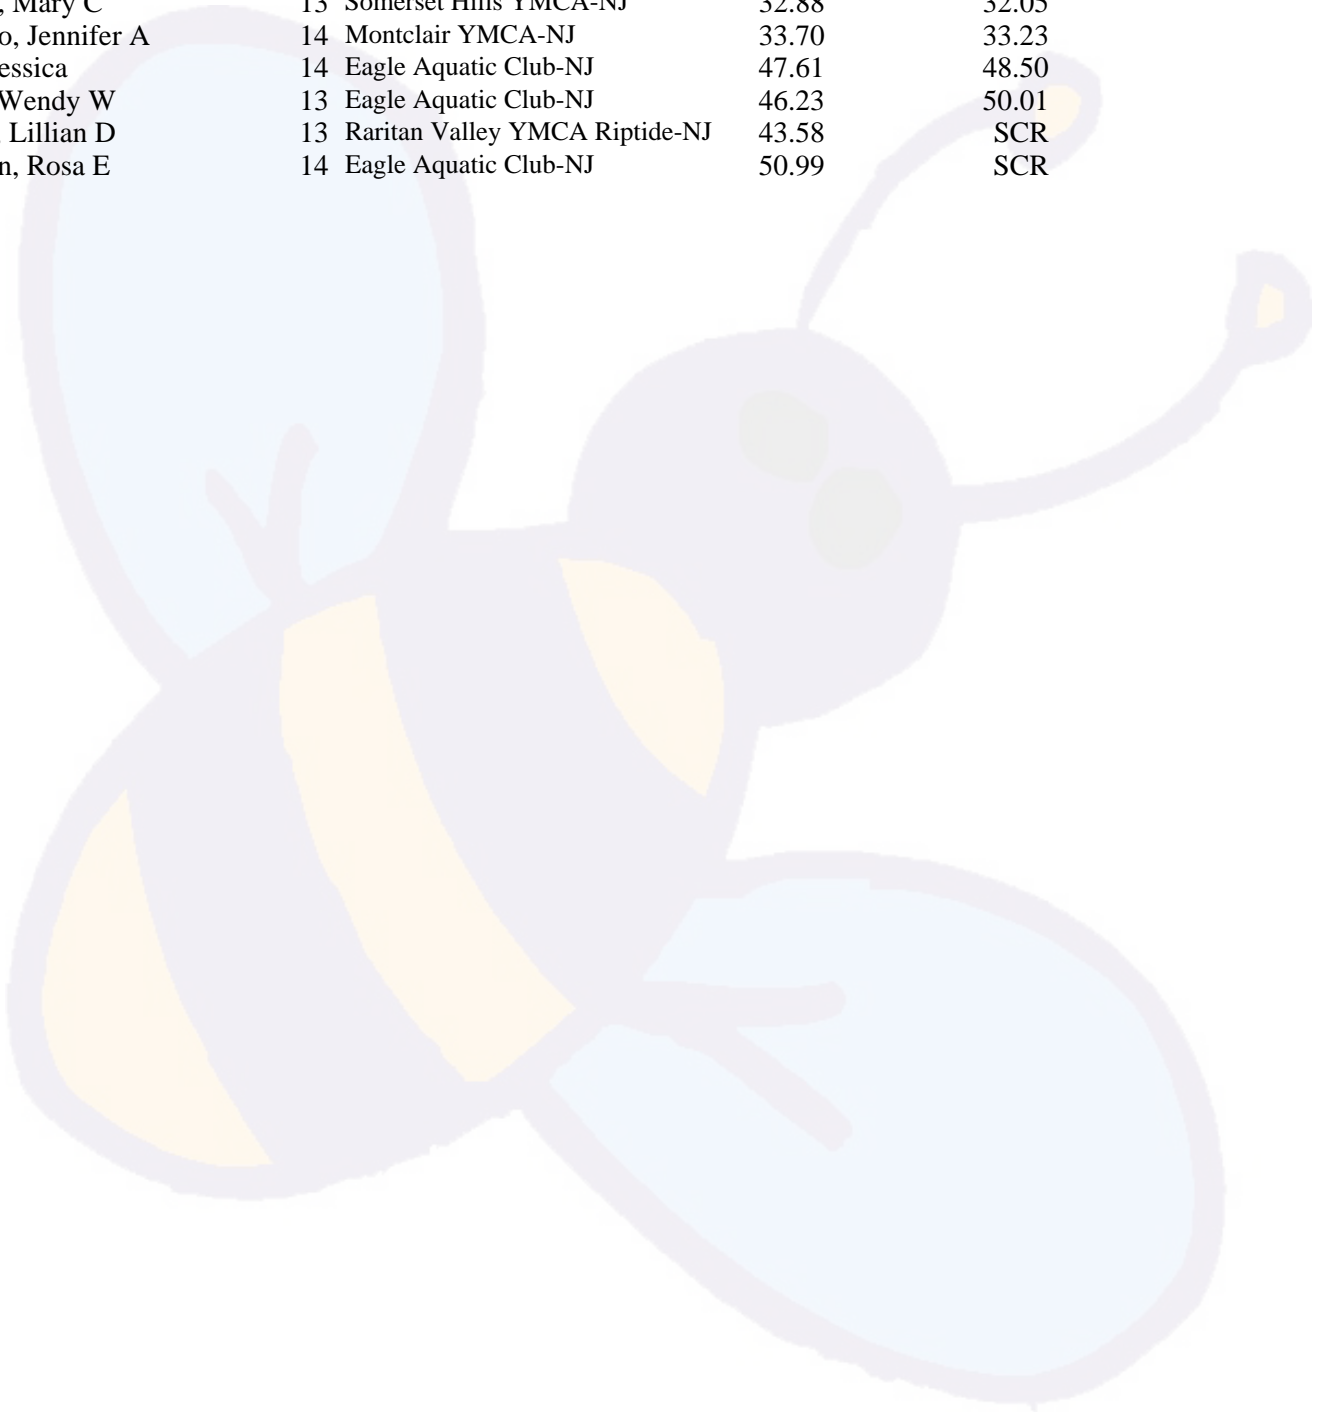 , Mary C 13 Somerset Hills YMCA-NJ 32.88 32.05
o, Jennifer A 14 Montclair YMCA-NJ 33.70 33.23
essica 14 Eagle Aquatic Club-NJ 47.61 48.50
Wendy W 13 Eagle Aquatic Club-NJ 46.23 50.01
, Lillian D 13 Raritan Valley YMCA Riptide-NJ 43.58 SCR
n, Rosa E 14 Eagle Aquatic Club-NJ 50.99 SCR